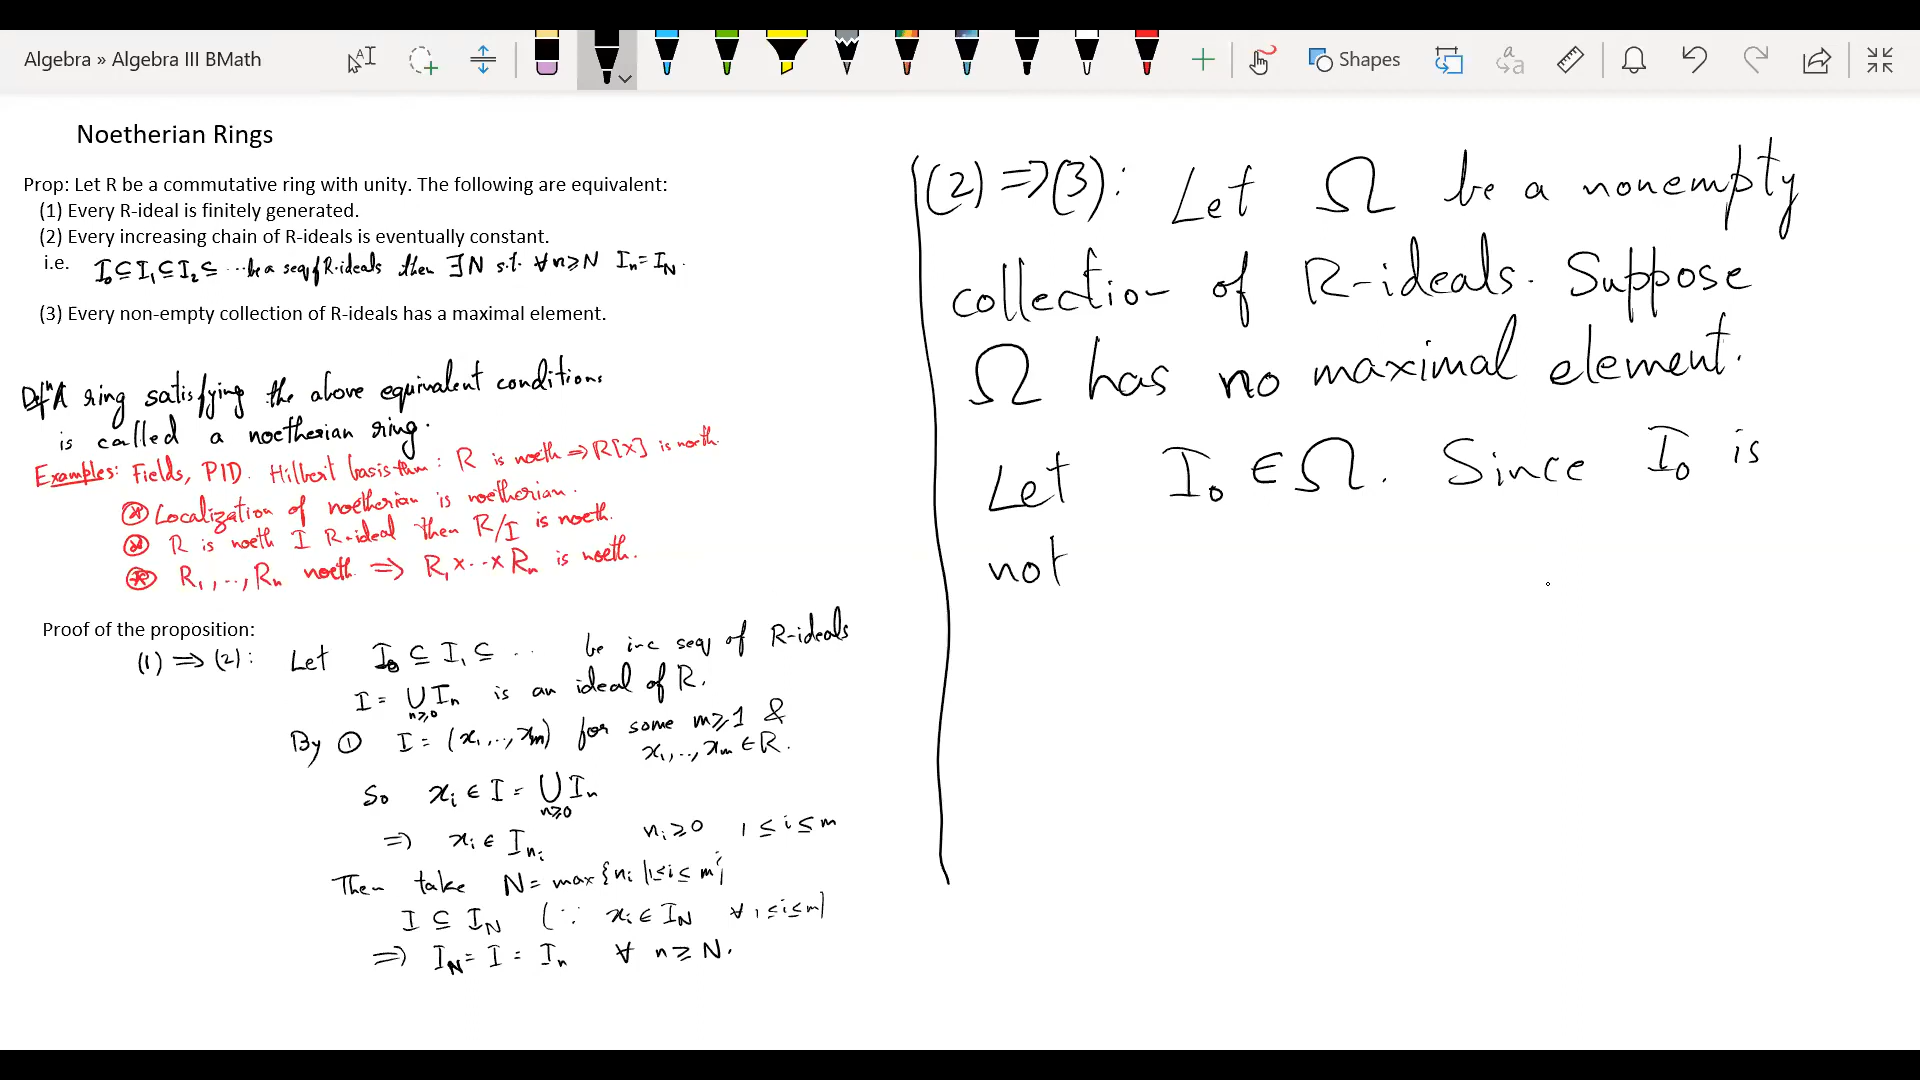 Algebra » Algebra III BMath
Shapes
Noetherian Rings
Prop: Let R be a commutative ring with unity. The following are equivalent:
(1) Every R-ideal is finitely generated.
(2) Every increasing chain of R-ideals is eventually constant.
i.e. I₀ ⊆ I₁ ⊆ I₂ ⊆ ... be a seq of R-ideals then ∃ N s.t. ∀ n ≥ N Iₙ = I_N.
(3) Every non-empty collection of R-ideals has a maximal element.
Defⁿ A ring satisfying the above equivalent conditions
is called a noetherian ring.
Examples: Fields, PID. Hilbert basis thm: R is noeth ⇒ R[X] is noeth.
⊛ Localization of noetherian is noetherian.
⊛ R is noeth I R-ideal then R/I is noeth.
⊛ R₁, .., Rₙ noeth ⇒ R₁ × ... × Rₙ is noeth.
Proof of the proposition:
(1) ⇒ (2): Let I₀ ⊆ I₁ ⊆ ... be inc seq of R-ideals
I = ⋃_{n≥0} Iₙ is an ideal of R.
By ① I = (x₁, .., x_m) for some m ≥ 1 &
x₁, .., x_m ∈ R.
So xᵢ ∈ I = ⋃_{n≥0} Iₙ
⇒ xᵢ ∈ I_{nᵢ} nᵢ ≥ 0 1 ≤ i ≤ m
Then take N = max{nᵢ | 1 ≤ i ≤ m}
I ⊆ I_N (∵ xᵢ ∈ I_N ∀ 1 ≤ i ≤ m)
⇒ I_N = I = Iₙ ∀ n ≥ N.
(2) ⇒ (3): Let Ω be a nonempty
collection of R-ideals. Suppose
Ω has no maximal element.
Let I₀ ∈ Ω. Since I₀ is
not